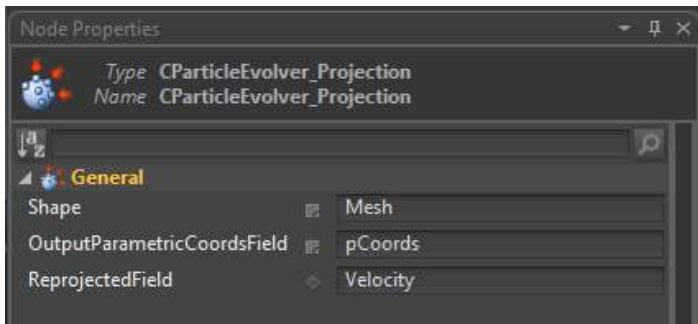 Node Properties
Type CParticleEvolver_Projection
Name CParticleEvolver_Projection
General
Shape Mesh
OutputParametricCoordsField pCoords
ReprojectedField Velocity